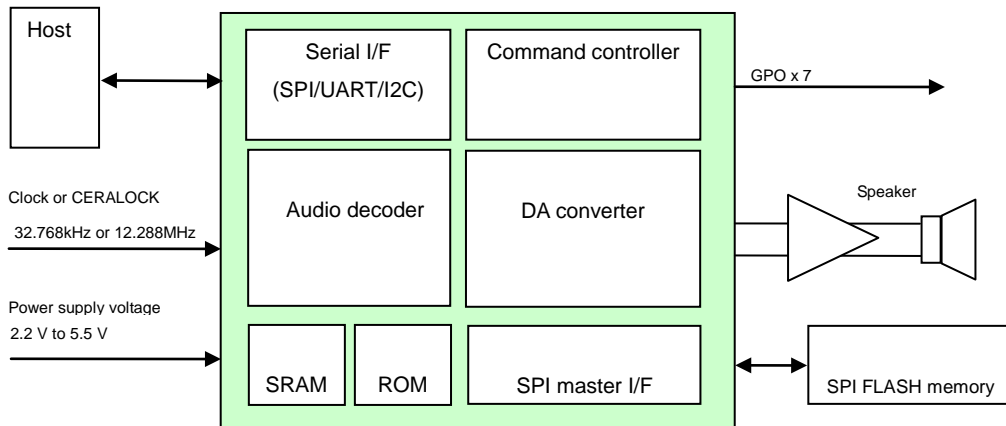 Host
Serial I/F
(SPI/UART/I2C)
Command controller
GPO x 7
Clock or CERALOCK
32.768kHz or 12.288MHz
Audio decoder
DA converter
Speaker
Power supply voltage
2.2 V to 5.5 V
SRAM
ROM
SPI master I/F
SPI FLASH memory